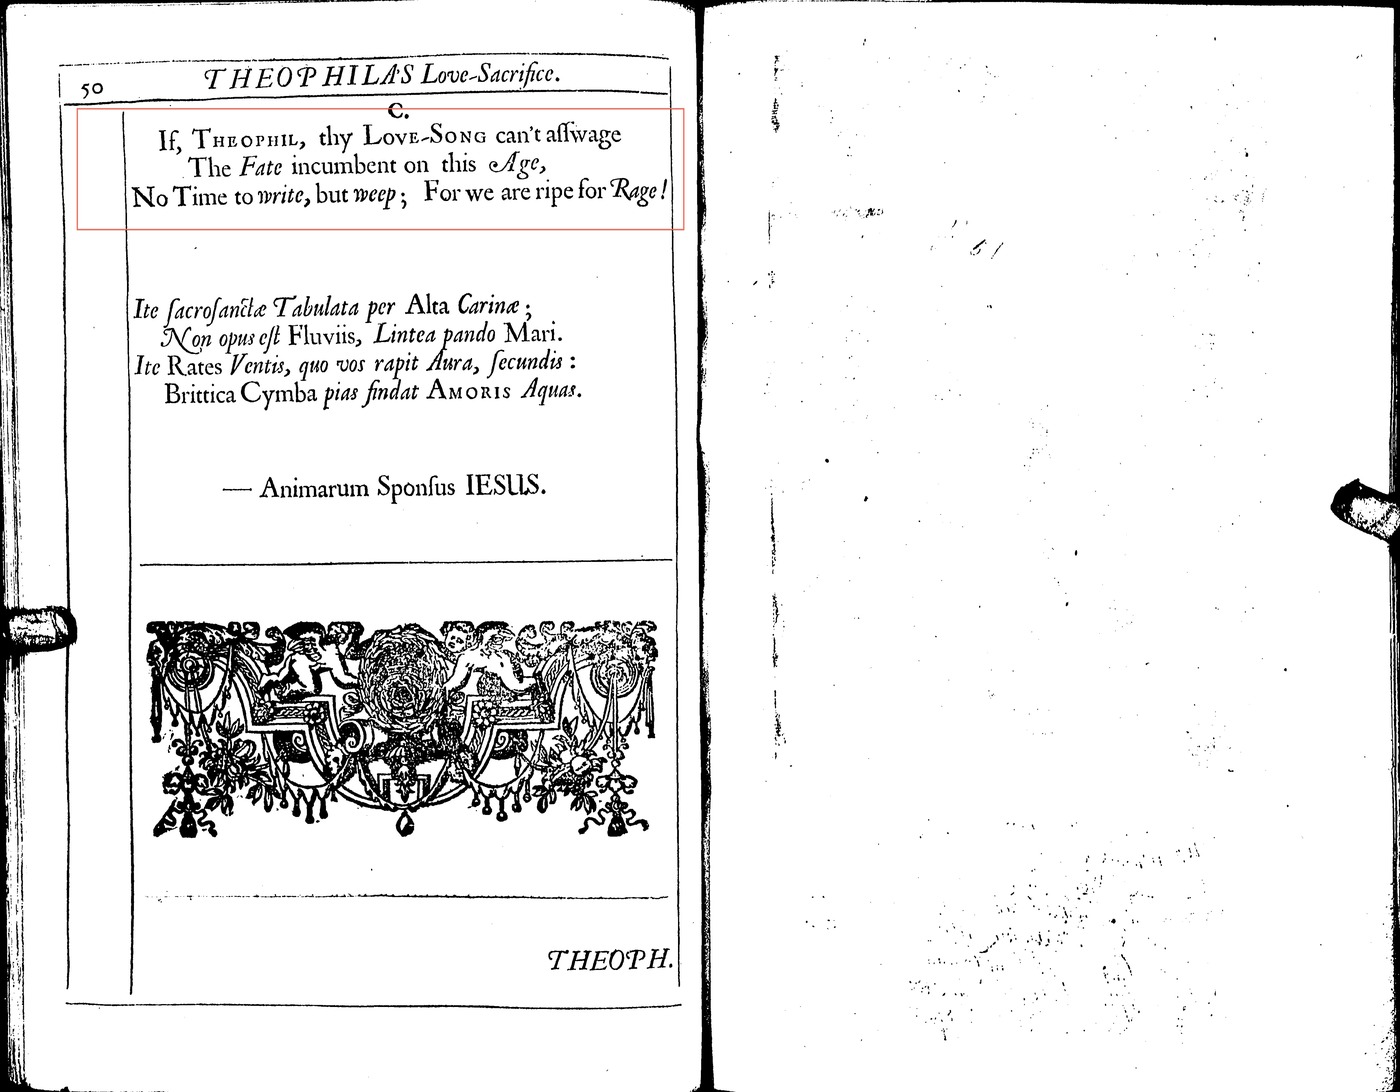 50
THEOPHILA'S Love-Sacrifice.
C.
If, THEOPHIL, thy LOVE-SONG can't aſſwage
The Fate incumbent on this Age,
No Time to write, but weep; For we are ripe for Rage!
Ite ſacroſanctæ Tabulata per Alta Carinæ;
Non opus eſt Fluviis, Lintea pando Mari.
Ite Rates Ventis, quo vos rapit Aura, ſecundis:
Brittica Cymba pias findat AMORIS Aquas.
— Animarum Sponſus IESUS.
THEOPH.
51